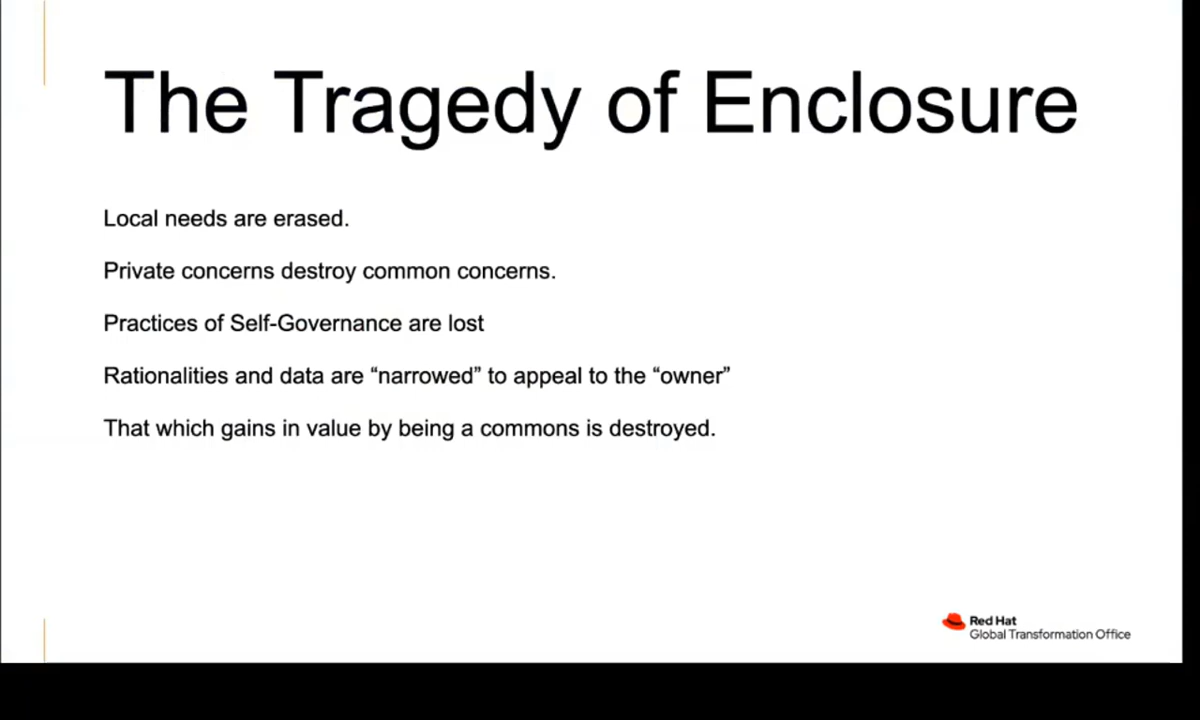 The Tragedy of Enclosure
Local needs are erased.
Private concerns destroy common concerns.
Practices of Self-Governance are lost
Rationalities and data are “narrowed” to appeal to the “owner”
That which gains in value by being a commons is destroyed.
Red Hat
Global Transformation Office